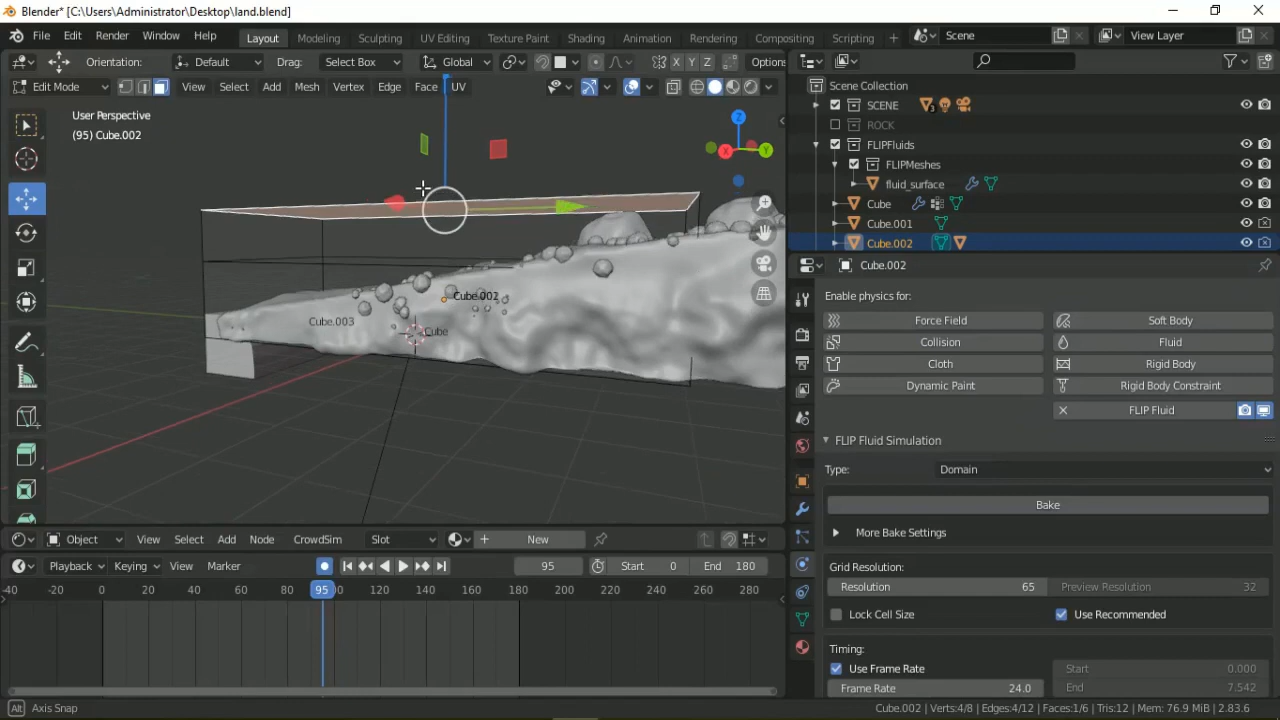 Blender* [C:\Users\Administrator\Desktop\land.blend]
File Edit Render Window Help Layout Modeling Sculpting UV Editing Texture Paint Shading Animation Rendering Compositing Scripting Scene View Layer
Orientation: Default Drag: Select Box Global X Y Z Options
Edit Mode View Select Add Mesh Vertex Edge Face UV
User Perspective
(95) Cube.002
Z
X Y
Cube.002
Cube.003
Cube
Scene Collection
SCENE 3
ROCK
FLIPFluids
FLIPMeshes
fluid_surface
Cube
Cube.001
Cube.002
Cube.002
Enable physics for:
Force Field Soft Body
Collision Fluid
Cloth Rigid Body
Dynamic Paint Rigid Body Constraint
FLIP Fluid
FLIP Fluid Simulation
Type: Domain
Bake
More Bake Settings
Grid Resolution:
Resolution 65 Preview Resolution 32
Lock Cell Size Use Recommended
Timing:
Use Frame Rate Start 0.000
Frame Rate 24.0 End 7.542
Object View Select Add Node CrowdSim Slot New
Playback Keying View Marker 95 Start 0 End 180
-40 -20 0 20 40 60 80 95 00 120 140 160 180 200 220 240 260 280
Alt Axis Snap Cube.002 | Verts:4/8 | Edges:4/12 | Faces:1/6 | Tris:12 | Mem: 76.9 MiB | 2.83.6